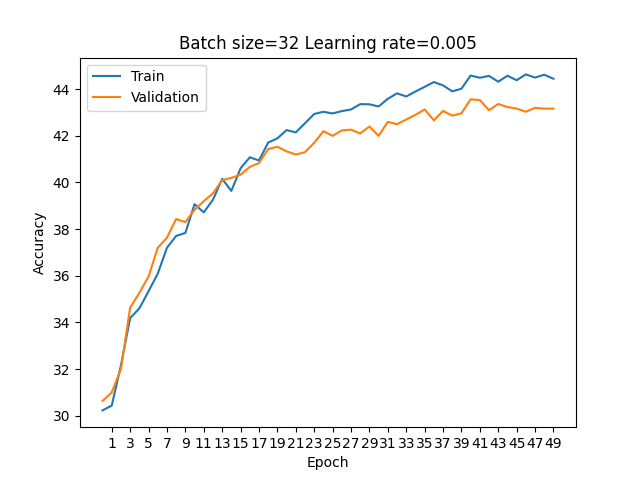 Batch size=32 Learning rate=0.005
Train
Validation
44
42
40
38
36
34
32
30
Accuracy
1 3 5 7 9 11 13 15 17 19 21 23 25 27 29 31 33 35 37 39 41 43 45 47 49
Epoch